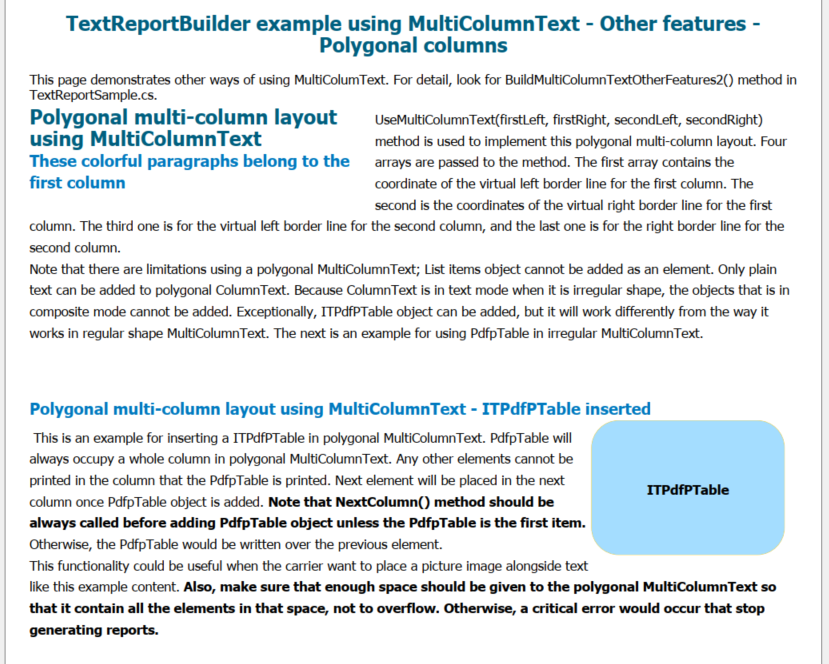 TextReportBuilder example using MultiColumnText - Other features -
Polygonal columns
This page demonstrates other ways of using MultiColumText. For detail, look for BuildMultiColumnTextOtherFeatures2() method in
TextReportSample.cs.
Polygonal multi-column layout
using MultiColumnText
These colorful paragraphs belong to the
first column
UseMultiColumnText(firstLeft, firstRight, secondLeft, secondRight)
method is used to implement this polygonal multi-column layout. Four
arrays are passed to the method. The first array contains the
coordinate of the virtual left border line for the first column. The
second is the coordinates of the virtual right border line for the first
column. The third one is for the virtual left border line for the second column, and the last one is for the right border line for the
second column.
Note that there are limitations using a polygonal MultiColumnText; List items object cannot be added as an element. Only plain
text can be added to polygonal ColumnText. Because ColumnText is in text mode when it is irregular shape, the objects that is in
composite mode cannot be added. Exceptionally, ITPdfPTable object can be added, but it will work differently from the way it
works in regular shape MultiColumnText. The next is an example for using PdfpTable in irregular MultiColumnText.
Polygonal multi-column layout using MultiColumnText - ITPdfPTable inserted
This is an example for inserting a ITPdfPTable in polygonal MultiColumnText. PdfpTable will
always occupy a whole column in polygonal MultiColumnText. Any other elements cannot be
printed in the column that the PdfpTable is printed. Next element will be placed in the next
column once PdfpTable object is added. Note that NextColumn() method should be
always called before adding PdfpTable object unless the PdfpTable is the first item.
Otherwise, the PdfpTable would be written over the previous element.
ITPdfPTable
This functionality could be useful when the carrier want to place a picture image alongside text
like this example content. Also, make sure that enough space should be given to the polygonal MultiColumnText so
that it contain all the elements in that space, not to overflow. Otherwise, a critical error would occur that stop
generating reports.